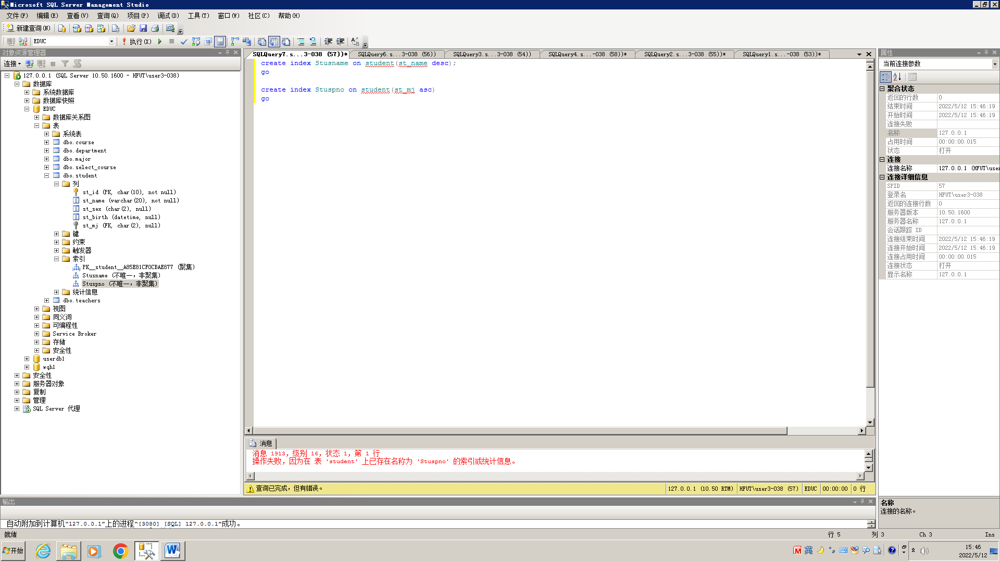 Microsoft SQL Server Management Studio
文件(F) 编辑(E) 查看(V) 查询(Q) 项目(P) 调试(D) 工具(T) 窗口(W) 社区(C) 帮助(H)
新建查询(N)
EDUC 执行(X)
对象资源管理器
连接
127.0.0.1 (SQL Server 10.50.1600 - HFUT\user3-038)
数据库
系统数据库
数据库快照
EDUC
数据库关系图
表
系统表
dbo.course
dbo.department
dbo.major
dbo.select_course
dbo.student
列
st_id (PK, char(10), not null)
st_name (varchar(20), not null)
st_sex (char(2), null)
st_birth (datetime, null)
st_mj (FK, char(2), null)
键
约束
触发器
索引
PK__student__A85E81CF0CBAE877 (聚集)
Stusname (不唯一，非聚集)
Stuspno (不唯一，非聚集)
统计信息
dbo.teachers
视图
同义词
可编程性
Service Broker
存储
安全性
userdb1
wqh1
安全性
服务器对象
复制
管理
SQL Server 代理
SQLQuery7.s...3-038 (57))* SQLQuery6.s...3-038 (56)) SQLQuery3.s...3-038 (54)) SQLQuery4.s...-038 (58))* SQLQuery2.s...3-038 (55))* SQLQuery1.s...-038 (53))*
create index Stusname on student(st_name desc);
go
create index Stuspno on student(st_mj asc)
go
消息
消息 1913，级别 16，状态 1，第 1 行
操作失败，因为在 表 'student' 上已存在名称为 'Stuspno' 的索引或统计信息。
查询已完成，但有错误。 127.0.0.1 (10.50 RTM) HFUT\user3-038 (57) EDUC 00:00:00 0 行
属性
当前连接参数
聚合状态
返回的行数 0
结束时间 2022/5/12 15:46:19
开始时间 2022/5/12 15:46:19
连接失败
名称 127.0.0.1
占用时间 00:00:00.015
状态 打开
连接
连接名称 127.0.0.1 (HFUT\user
连接详细信息
SPID 57
登录名 HFUT\user3-038
返回的连接行数 0
服务器版本 10.50.1600
服务器名称 127.0.0.1
会话跟踪 ID
连接结束时间 2022/5/12 15:46:19
连接开始时间 2022/5/12 15:46:19
连接占用时间 00:00:00.015
连接状态 打开
显示名称 127.0.0.1
名称
连接的名称。
输出
自动附加到计算机“127.0.0.1”上的进程“[3080] [SQL] 127.0.0.1”成功。
就绪 行 5 列 3 Ch 3 Ins
开始 英 15:46
2022/5/12